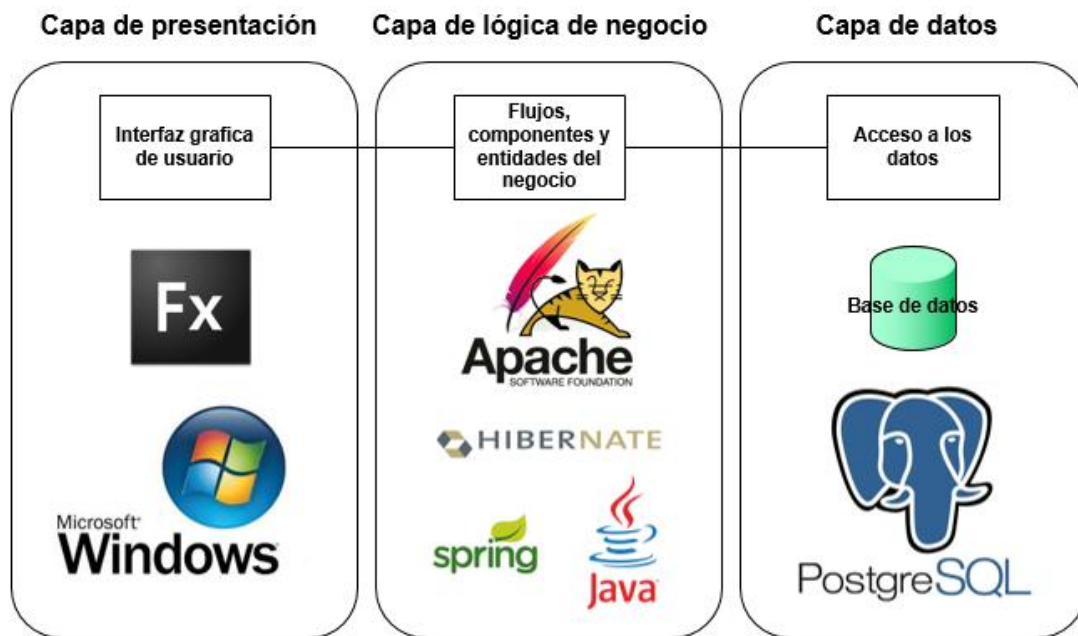 Capa de presentación
Capa de lógica de negocio
Capa de datos
Interfaz grafica
de usuario
Flujos,
componentes y
entidades del
negocio
Acceso a los
datos
Fx
Apache
SOFTWARE FOUNDATION
Base de datos
HIBERNATE
Microsoft
Windows
spring
Java
PostgreSQL